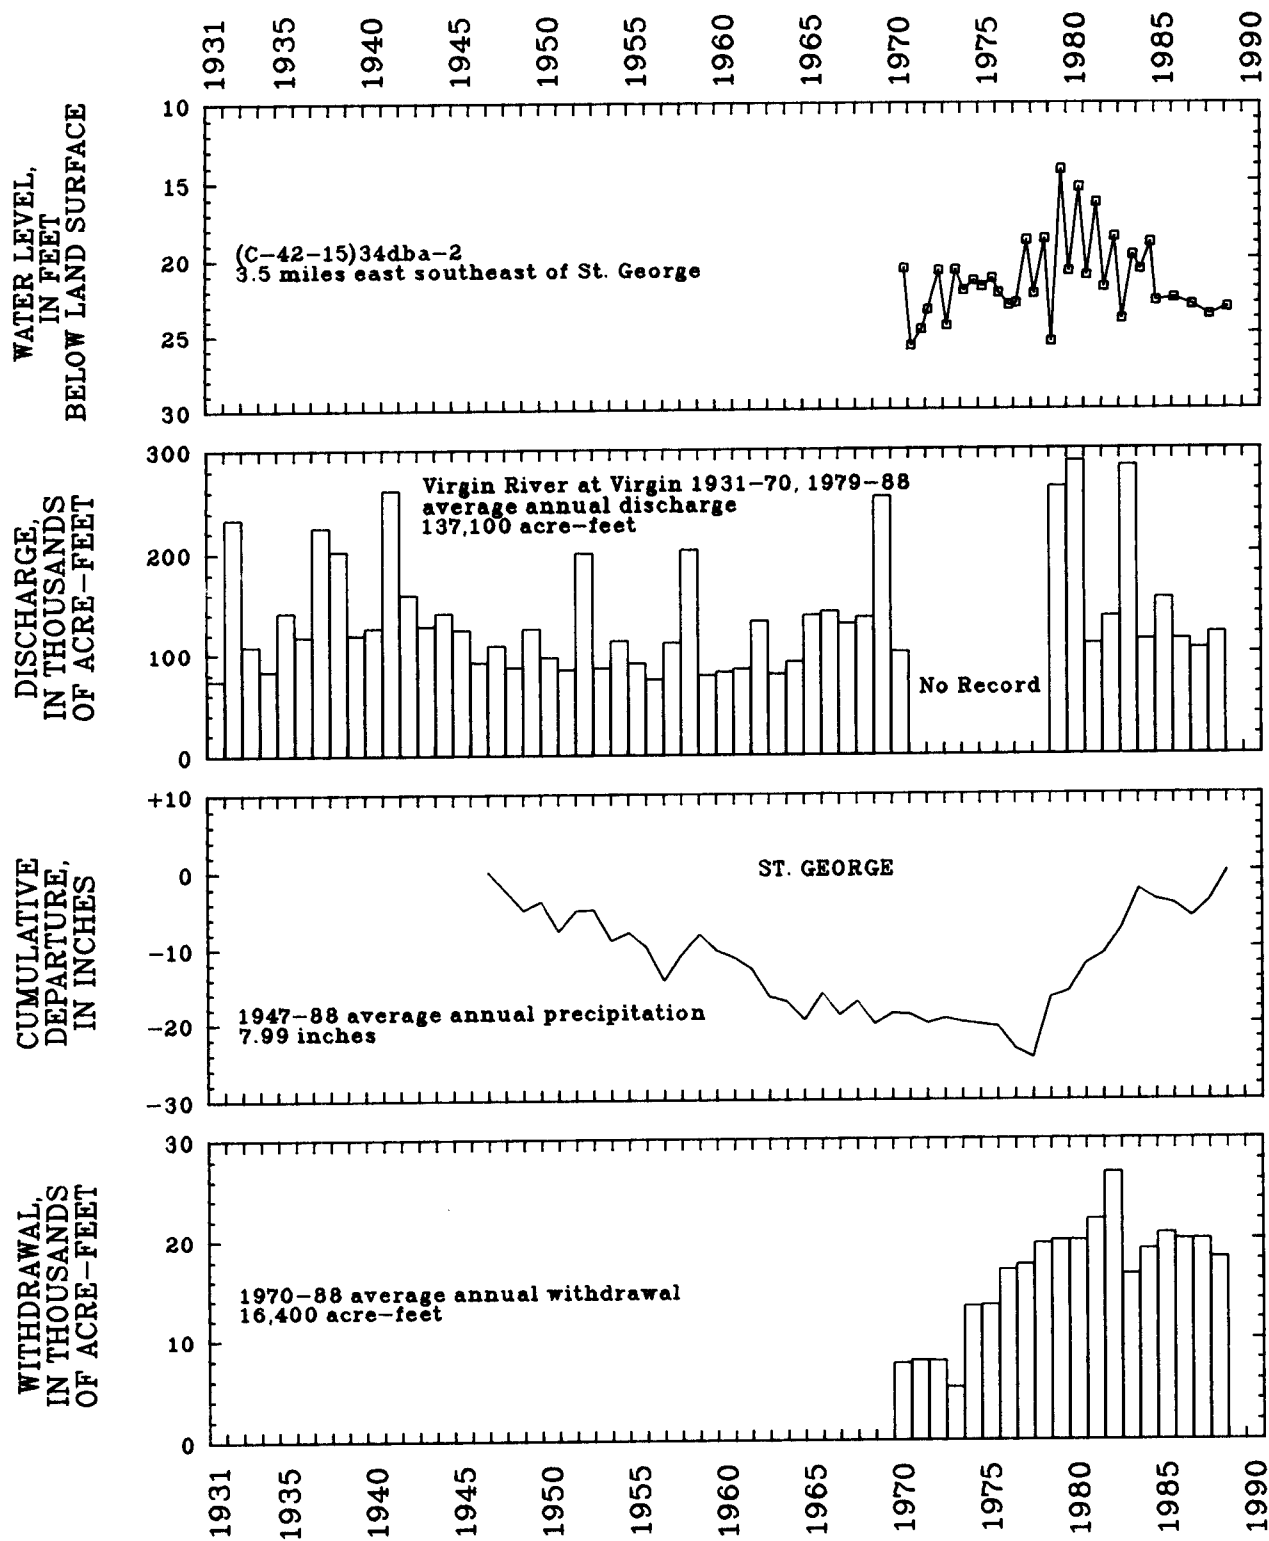 1931 1935 1940 1945 1950 1955 1960 1965 1970 1975 1980 1985 1990
WATER LEVEL,
IN FEET
BELOW LAND SURFACE
10
15
20
25
30
(C-42-15)34dba-2
3.5 miles east southeast of St. George
DISCHARGE,
IN THOUSANDS
OF ACRE-FEET
300
200
100
0
Virgin River at Virgin 1931-70, 1979-88
average annual discharge
137,100 acre-feet
No Record
CUMULATIVE
DEPARTURE,
IN INCHES
+10
0
-10
-20
-30
ST. GEORGE
1947-88 average annual precipitation
7.99 inches
WITHDRAWAL,
IN THOUSANDS
OF ACRE-FEET
30
20
10
0
1970-88 average annual withdrawal
16,400 acre-feet
1931 1935 1940 1945 1950 1955 1960 1965 1970 1975 1980 1985 1990